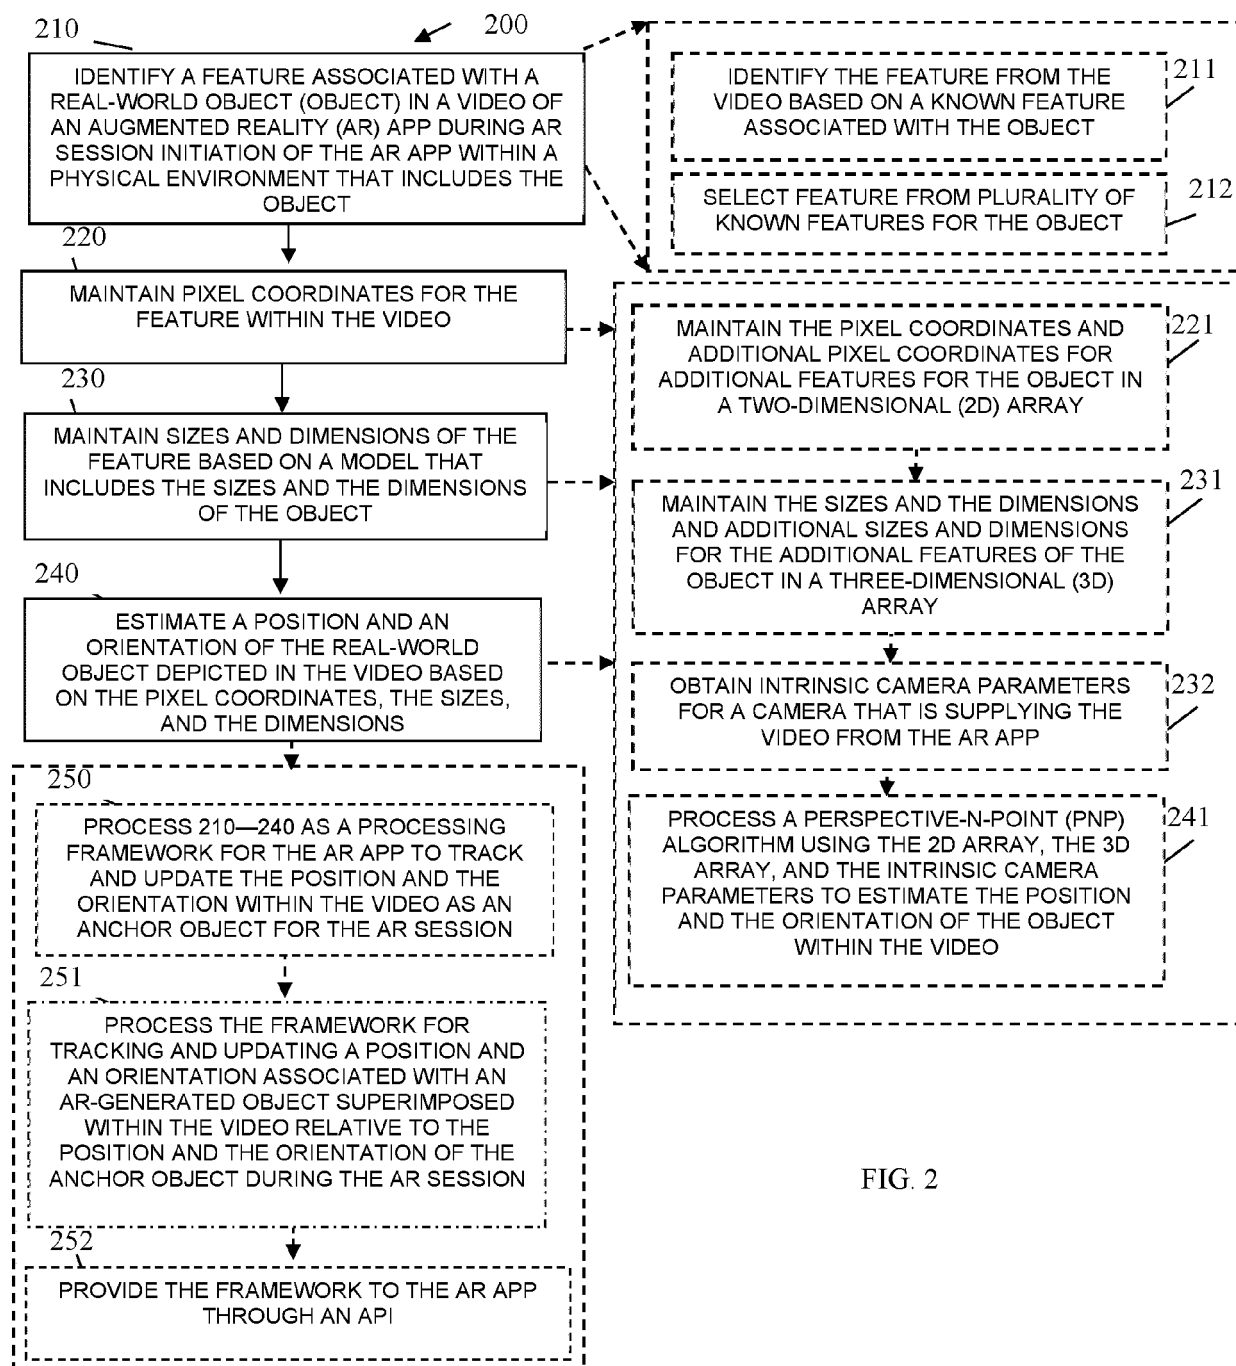 210
200
IDENTIFY A FEATURE ASSOCIATED WITH A
REAL-WORLD OBJECT (OBJECT) IN A VIDEO OF
AN AUGMENTED REALITY (AR) APP DURING AR
SESSION INITIATION OF THE AR APP WITHIN A
PHYSICAL ENVIRONMENT THAT INCLUDES THE
OBJECT
211
IDENTIFY THE FEATURE FROM THE
VIDEO BASED ON A KNOWN FEATURE
ASSOCIATED WITH THE OBJECT
212
SELECT FEATURE FROM PLURALITY OF
KNOWN FEATURES FOR THE OBJECT
220
MAINTAIN PIXEL COORDINATES FOR THE
FEATURE WITHIN THE VIDEO
221
MAINTAIN THE PIXEL COORDINATES AND
ADDITIONAL PIXEL COORDINATES FOR
ADDITIONAL FEATURES FOR THE OBJECT IN
A TWO-DIMENSIONAL (2D) ARRAY
230
MAINTAIN SIZES AND DIMENSIONS OF THE
FEATURE BASED ON A MODEL THAT
INCLUDES THE SIZES AND THE DIMENSIONS
OF THE OBJECT
231
MAINTAIN THE SIZES AND THE DIMENSIONS
AND ADDITIONAL SIZES AND DIMENSIONS
FOR THE ADDITIONAL FEATURES OF THE
OBJECT IN A THREE-DIMENSIONAL (3D)
ARRAY
240
ESTIMATE A POSITION AND AN
ORIENTATION OF THE REAL-WORLD
OBJECT DEPICTED IN THE VIDEO BASED
ON THE PIXEL COORDINATES, THE SIZES,
AND THE DIMENSIONS
232
OBTAIN INTRINSIC CAMERA PARAMETERS
FOR A CAMERA THAT IS SUPPLYING THE
VIDEO FROM THE AR APP
241
PROCESS A PERSPECTIVE-N-POINT (PNP)
ALGORITHM USING THE 2D ARRAY, THE 3D
ARRAY, AND THE INTRINSIC CAMERA
PARAMETERS TO ESTIMATE THE POSITION
AND THE ORIENTATION OF THE OBJECT
WITHIN THE VIDEO
250
PROCESS 210—240 AS A PROCESSING
FRAMEWORK FOR THE AR APP TO TRACK
AND UPDATE THE POSITION AND THE
ORIENTATION WITHIN THE VIDEO AS AN
ANCHOR OBJECT FOR THE AR SESSION
251
PROCESS THE FRAMEWORK FOR
TRACKING AND UPDATING A POSITION AND
AN ORIENTATION ASSOCIATED WITH AN
AR-GENERATED OBJECT SUPERIMPOSED
WITHIN THE VIDEO RELATIVE TO THE
POSITION AND THE ORIENTATION OF THE
ANCHOR OBJECT DURING THE AR SESSION
252
PROVIDE THE FRAMEWORK TO THE AR APP
THROUGH AN API
FIG. 2